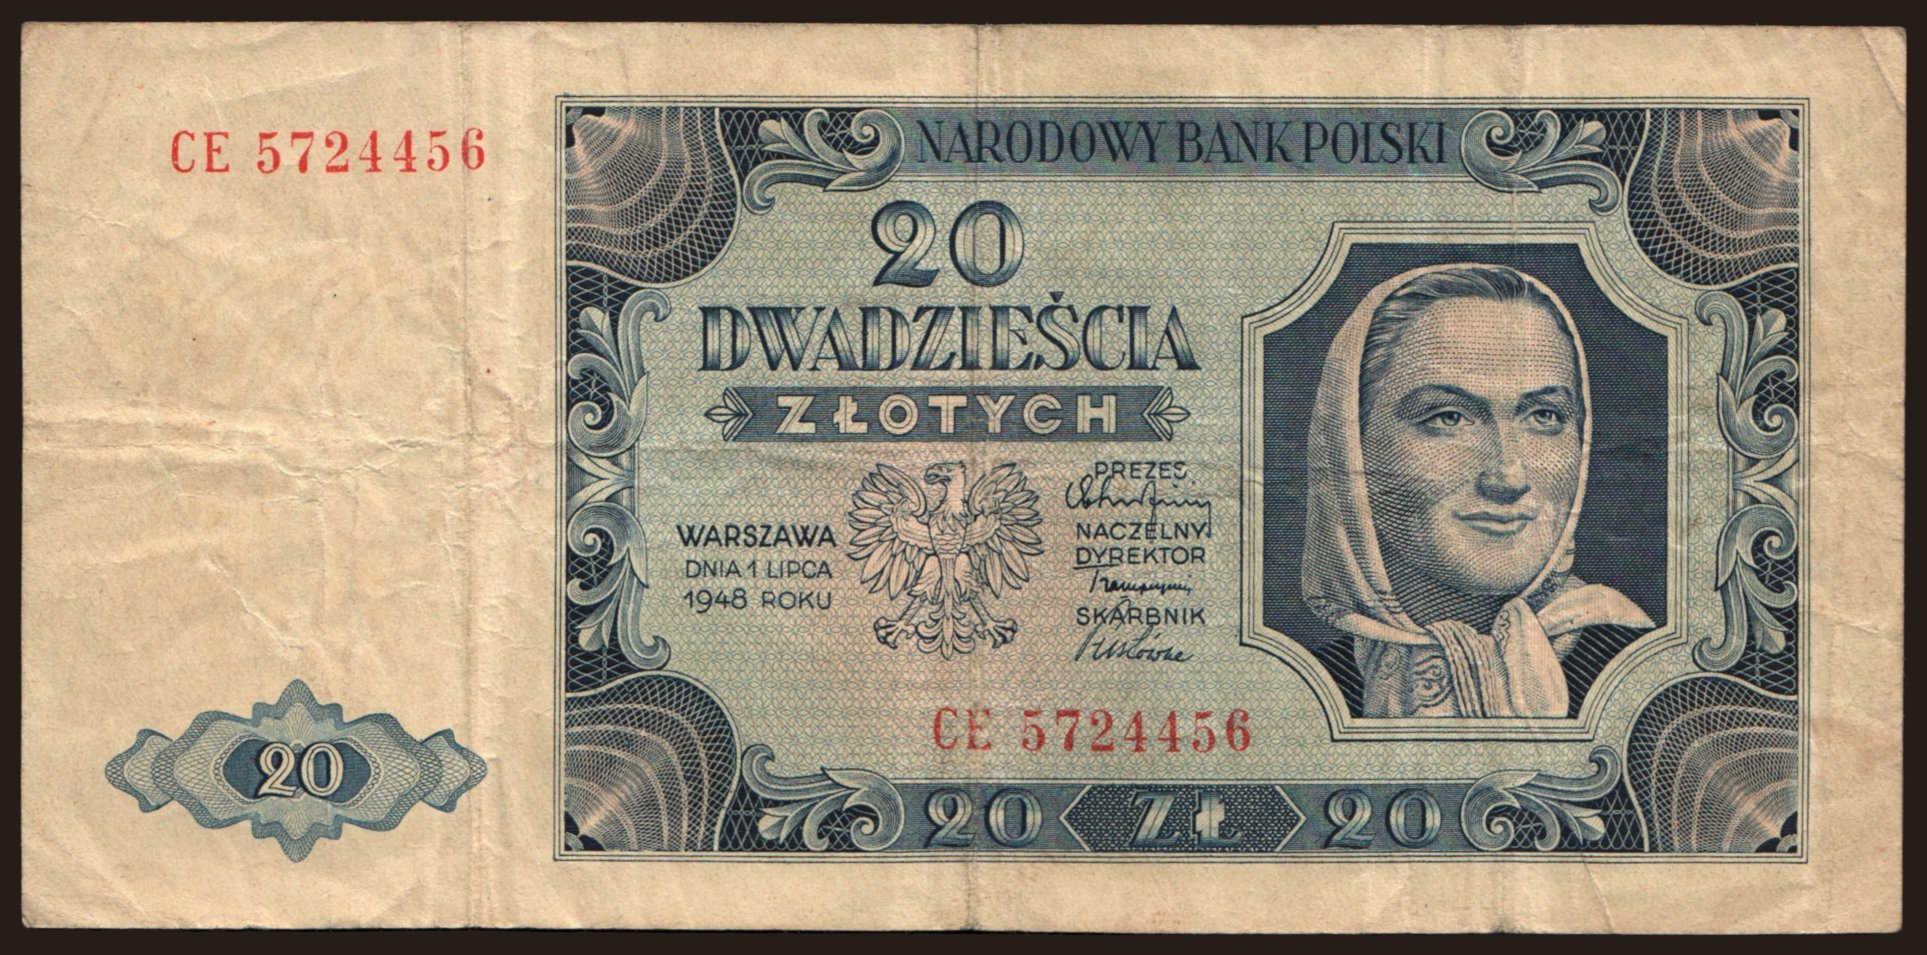 CE 5724456
NARODOWY BANK POLSKI
20
DWADZIEŚCIA
ZŁOTYCH
WARSZAWA
DNIA 1 LIPCA
1948 ROKU
PREZES
NACZELNY
DYREKTOR
SKARBNIK
CE 5724456
20
20 ZŁ 20